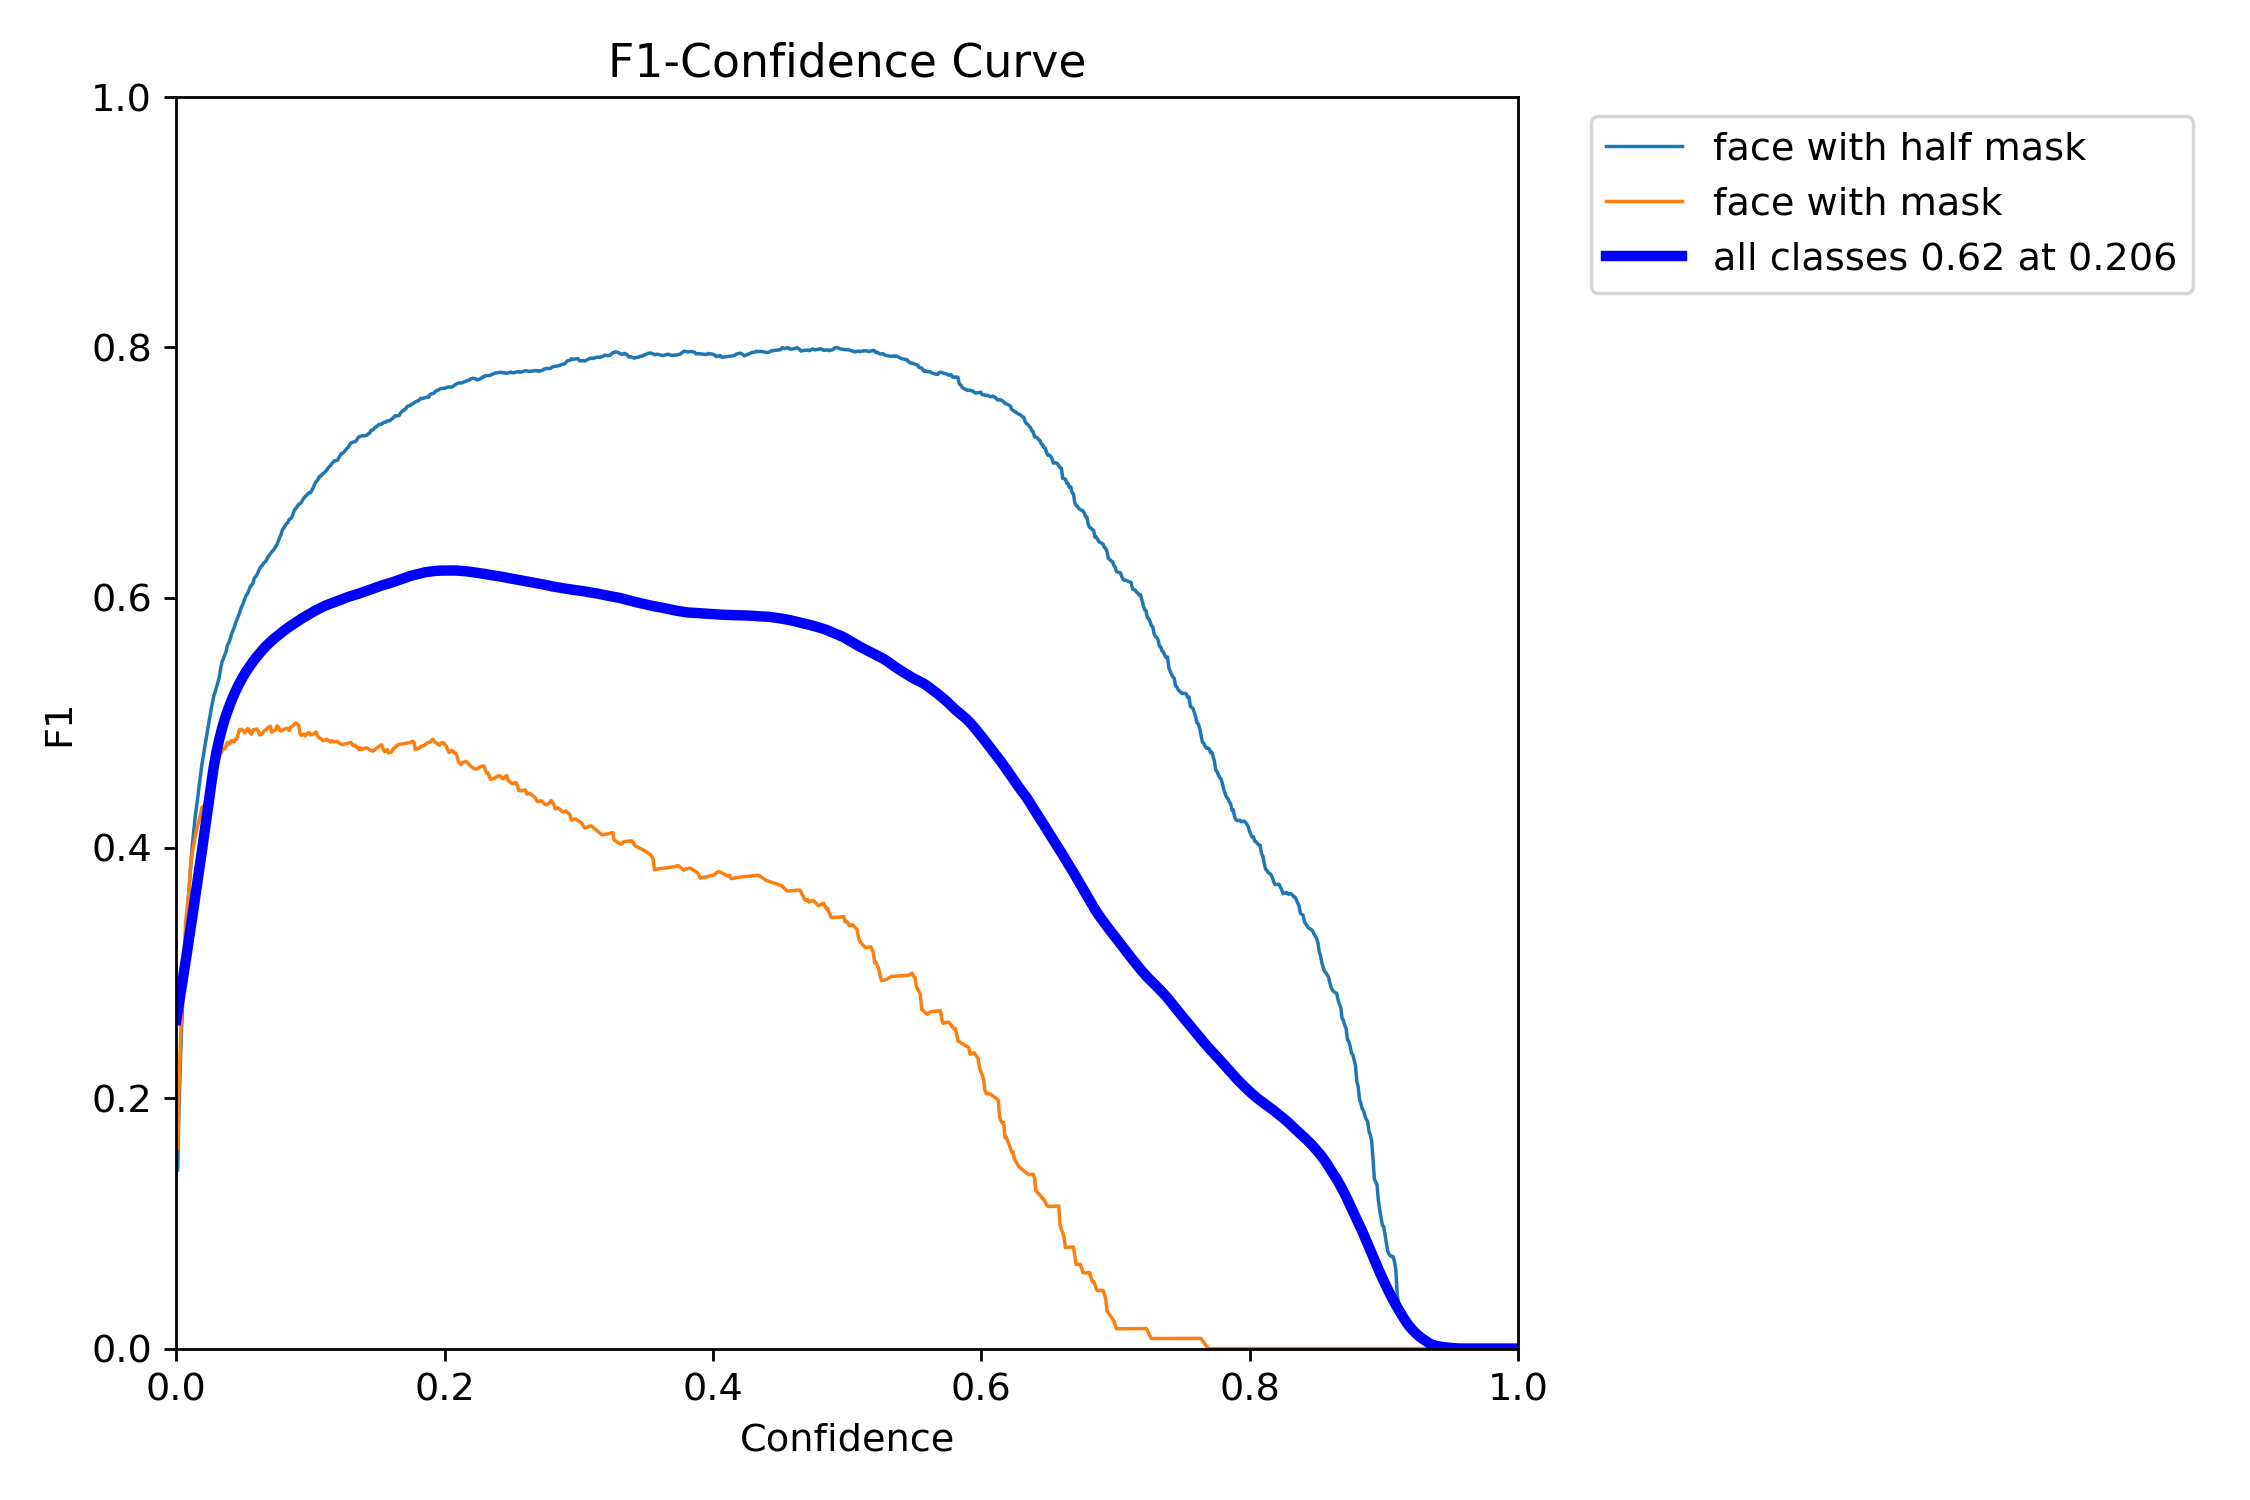 F1-Confidence Curve
face with half mask
face with mask
all classes 0.62 at 0.206
1.0
0.8
0.6
0.4
0.2
0.0
F1
0.0 0.2 0.4 0.6 0.8 1.0
Confidence